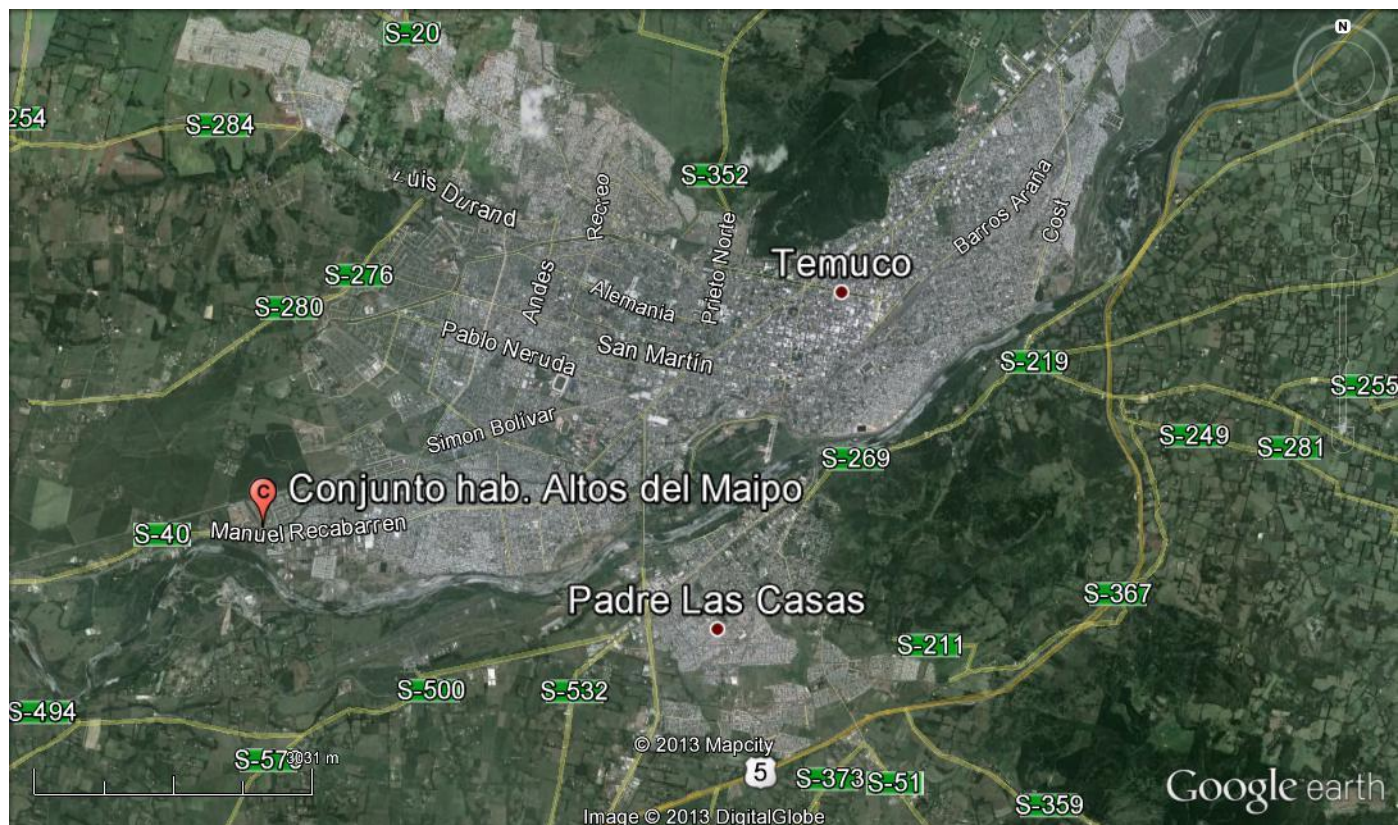 S-20
N
254
S-284
Luis Durand
Recreo
S-352
Barros Araña
Cost
Prieto Norte
Temuco
S-276
S-280
Andes
Alemania
Pablo Neruda
San Martín
S-219
S-255
Simon Bolívar
S-249
S-281
S-269
Conjunto hab. Altos del Maipo
C
S-40
Manuel Recabarren
Padre Las Casas
S-367
S-211
S-500
S-532
S-494
© 2013 Mapcity
3031 m
S-579
5
S-373
S-51
Google earth
S-359
Image © 2013 DigitalGlobe